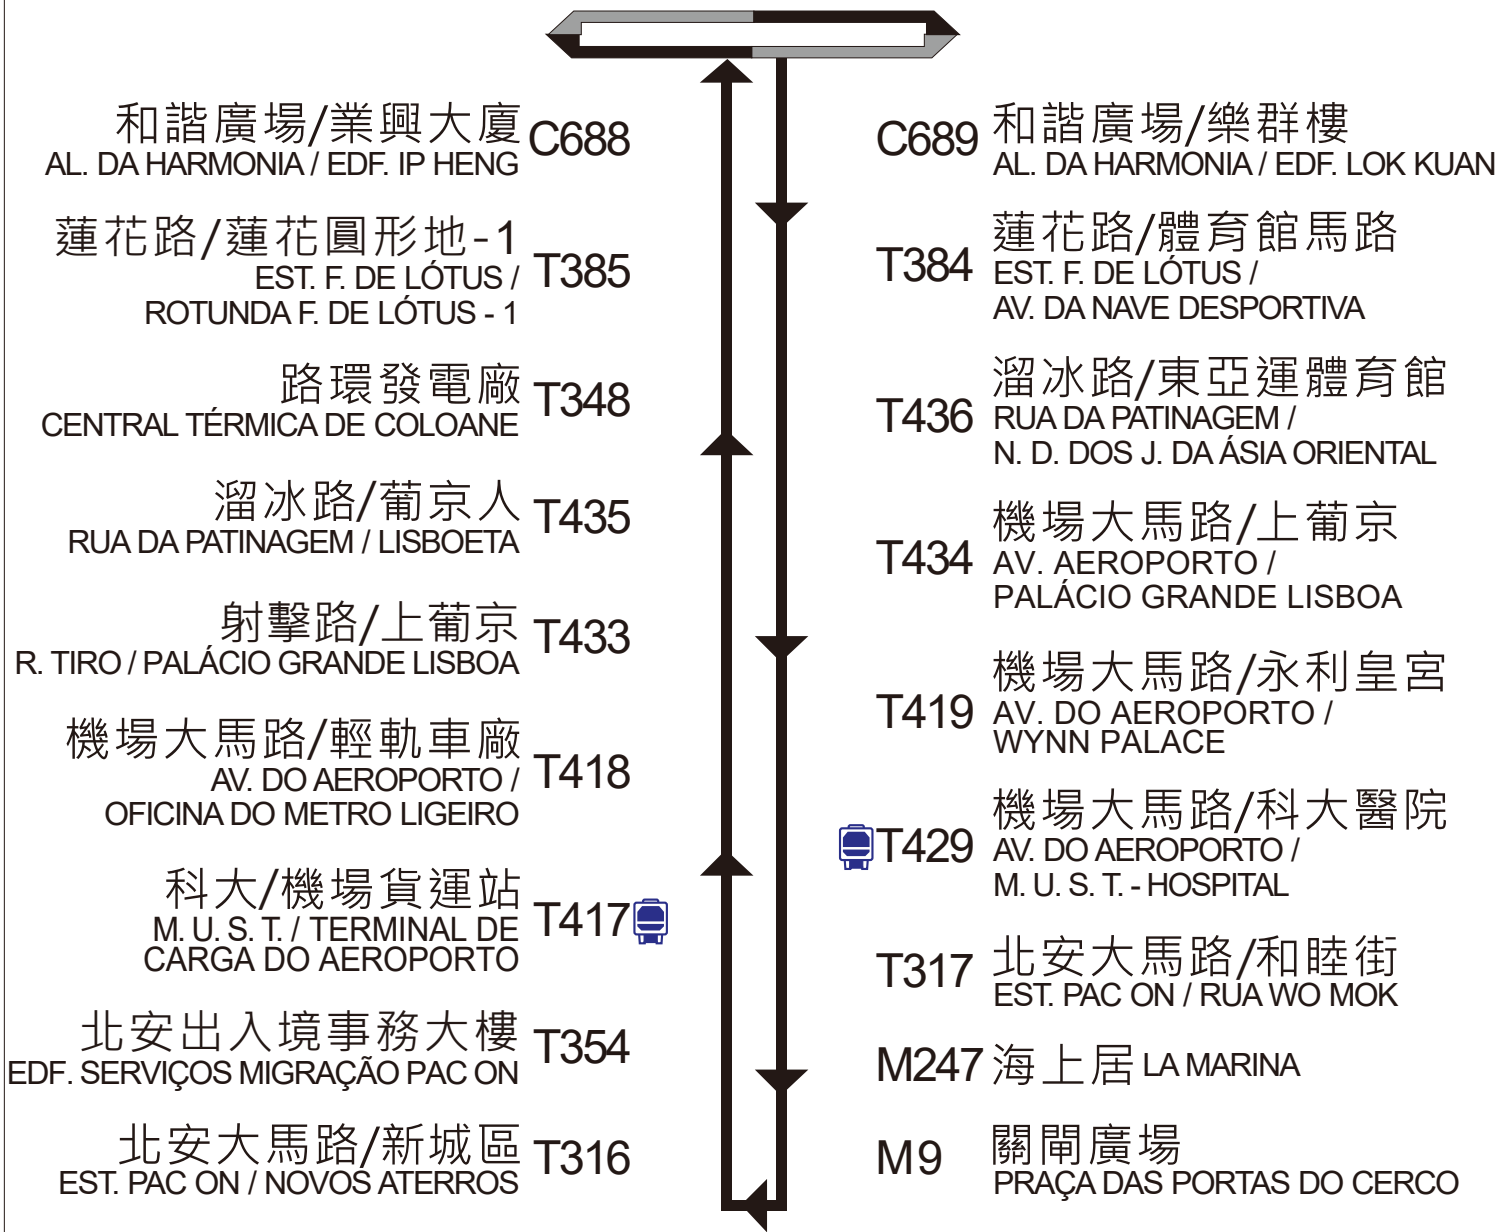 和諧廣場/業興大廈
AL. DA HARMONIA / EDF. IP HENG
C688
蓮花路/蓮花圓形地-1
EST. F. DE LÓTUS /
ROTUNDA F. DE LÓTUS - 1
T385
路環發電廠
CENTRAL TÉRMICA DE COLOANE
T348
溜冰路/葡京人
RUA DA PATINAGEM / LISBOETA
T435
射擊路/上葡京
R. TIRO / PALÁCIO GRANDE LISBOA
T433
機場大馬路/輕軌車廠
AV. DO AEROPORTO /
OFICINA DO METRO LIGEIRO
T418
科大/機場貨運站
M. U. S. T. / TERMINAL DE
CARGA DO AEROPORTO
T417
北安出入境事務大樓
EDF. SERVIÇOS MIGRAÇÃO PAC ON
T354
北安大馬路/新城區
EST. PAC ON / NOVOS ATERROS
T316
C689
和諧廣場/樂群樓
AL. DA HARMONIA / EDF. LOK KUAN
T384
蓮花路/體育館馬路
EST. F. DE LÓTUS /
AV. DA NAVE DESPORTIVA
T436
溜冰路/東亞運體育館
RUA DA PATINAGEM /
N. D. DOS J. DA ÁSIA ORIENTAL
T434
機場大馬路/上葡京
AV. AEROPORTO /
PALÁCIO GRANDE LISBOA
T419
機場大馬路/永利皇宮
AV. DO AEROPORTO /
WYNN PALACE
T429
機場大馬路/科大醫院
AV. DO AEROPORTO /
M. U. S. T. - HOSPITAL
T317
北安大馬路/和睦街
EST. PAC ON / RUA WO MOK
M247
海上居 LA MARINA
M9
關閘廣場
PRAÇA DAS PORTAS DO CERCO